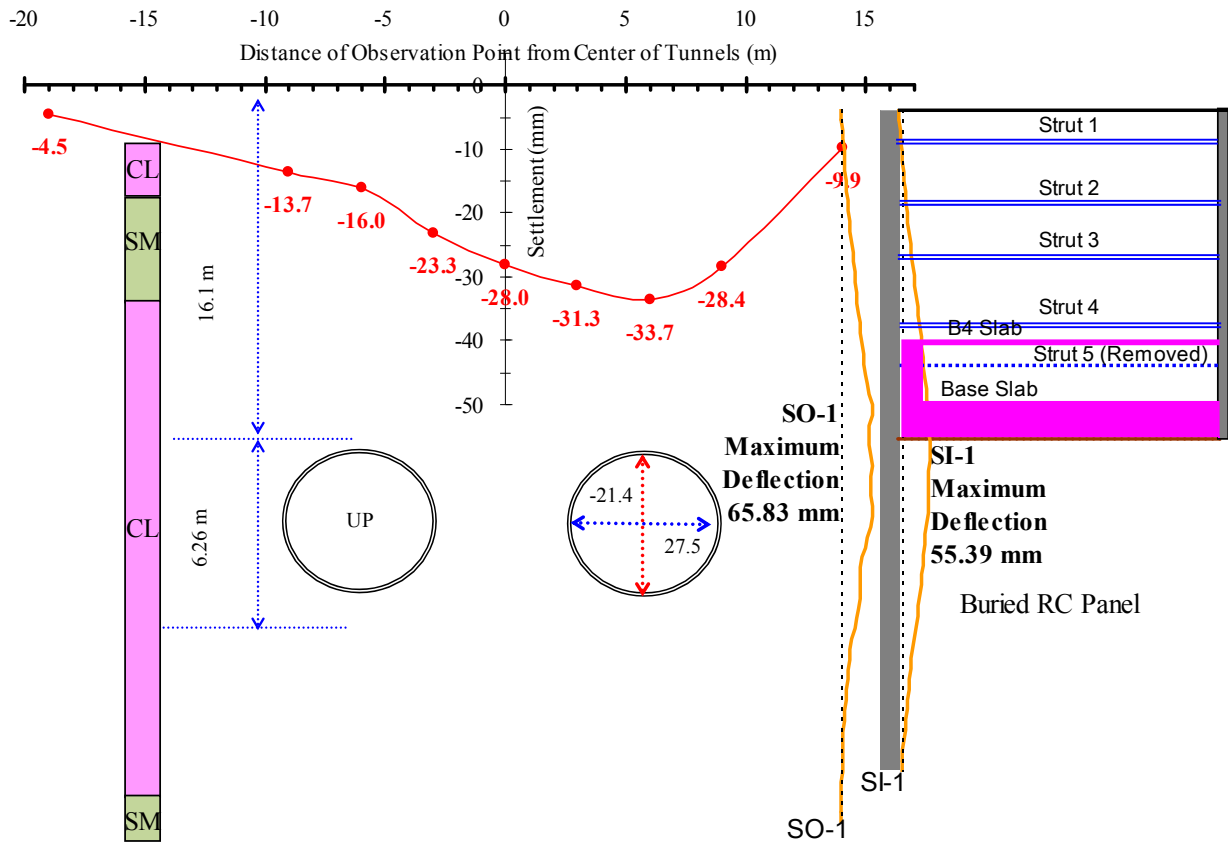 -20 -15 -10 -5 0 5 10 15
Distance of Observation Point from Center of Tunnels (m)
0
-10
-20
-30
-40
-50
Settlement (mm)
-4.5
-13.7
-16.0
-23.3
-28.0
-31.3
-33.7
-28.4
-9.9
CL
SM
CL
SM
16.1 m
6.26 m
UP
-21.4
27.5
SO-1
Maximum
Deflection
65.83 mm
Strut 1
Strut 2
Strut 3
Strut 4
B4 Slab
Strut 5 (Removed)
Base Slab
SI-1
Maximum
Deflection
55.39 mm
Buried RC Panel
SI-1
SO-1